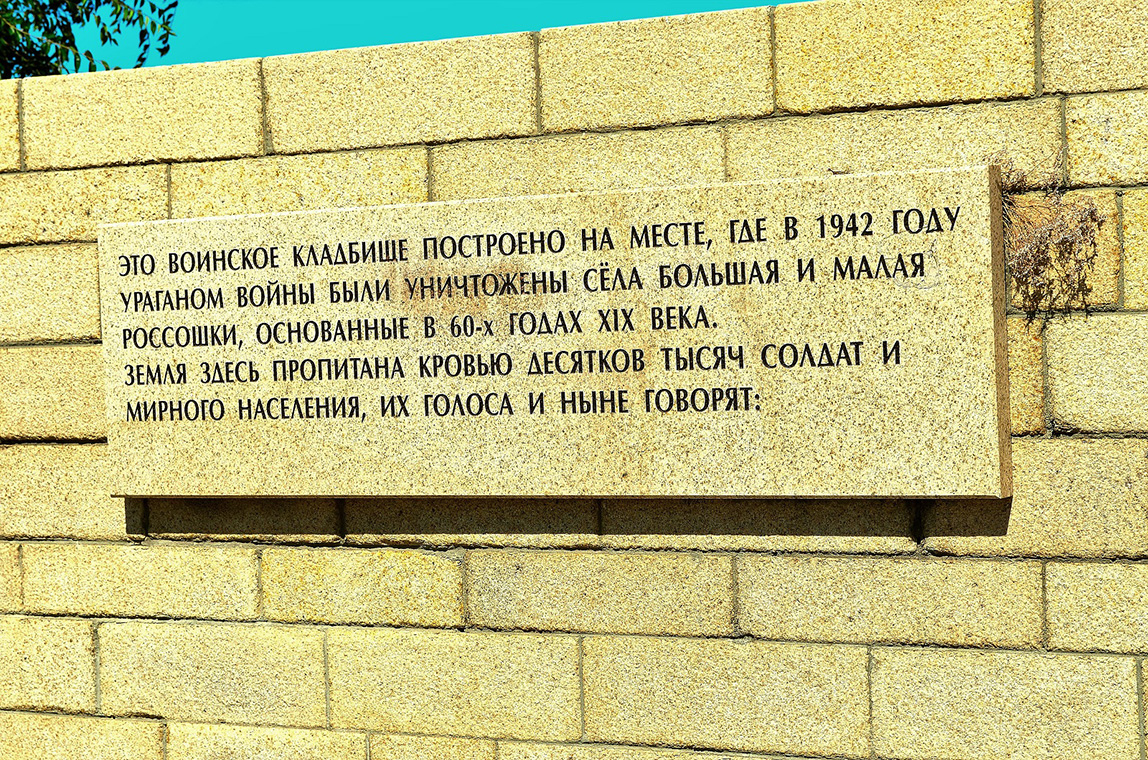 ЭТО ВОИНСКОЕ КЛАДБИЩЕ ПОСТРОЕНО НА МЕСТЕ, ГДЕ В 1942 ГОДУ
УРАГАНОМ ВОЙНЫ БЫЛИ УНИЧТОЖЕНЫ СЁЛА БОЛЬШАЯ И МАЛАЯ
РОССОШКИ, ОСНОВАННЫЕ В 60-х ГОДАХ XIX ВЕКА.
ЗЕМЛЯ ЗДЕСЬ ПРОПИТАНА КРОВЬЮ ДЕСЯТКОВ ТЫСЯЧ СОЛДАТ И
МИРНОГО НАСЕЛЕНИЯ, ИХ ГОЛОСА И НЫНЕ ГОВОРЯТ: